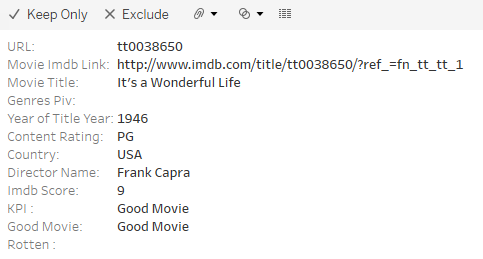 Keep Only Exclude
URL: tt0038650
Movie Imdb Link: http://www.imdb.com/title/tt0038650/?ref_=fn_tt_tt_1
Movie Title: It's a Wonderful Life
Genres Piv:
Year of Title Year: 1946
Content Rating: PG
Country: USA
Director Name: Frank Capra
Imdb Score: 9
KPI : Good Movie
Good Movie: Good Movie
Rotten :